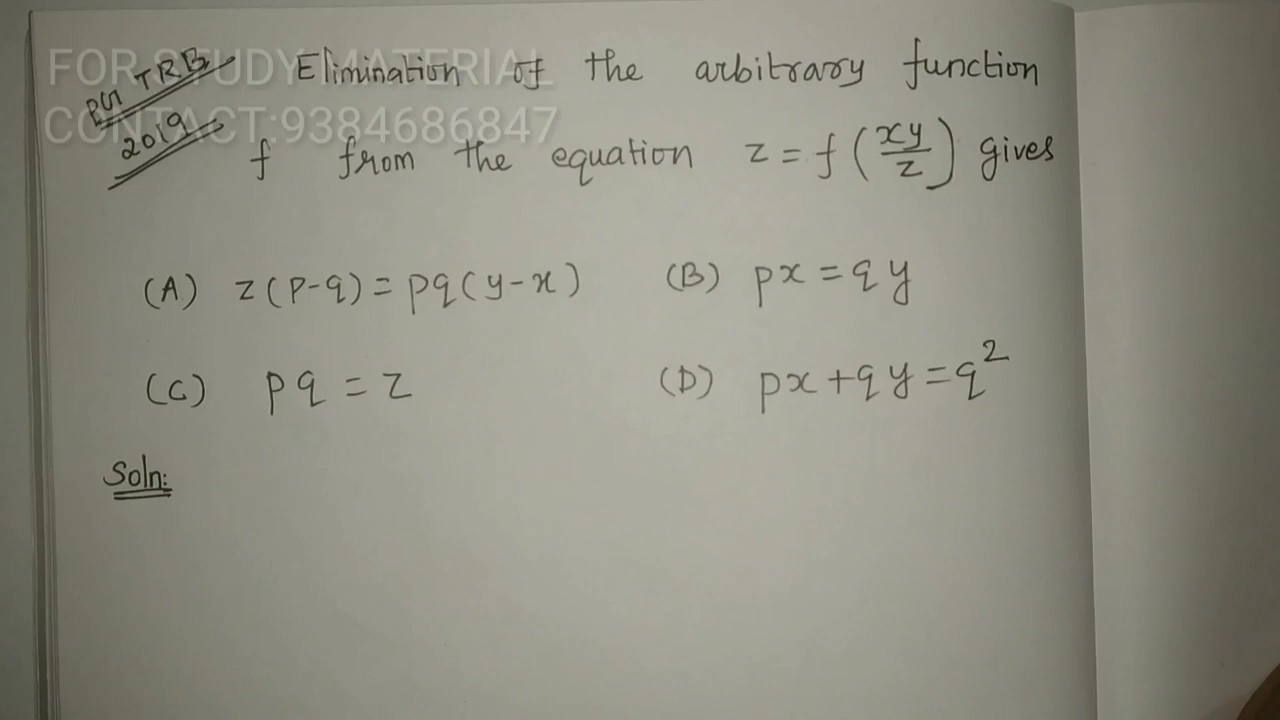 FOR STUDY MATERIAL
CONTACT:9384686847
PG TRB
2019
Elimination of the arbitrary function
f from the equation z = f (xy/z) gives
(A) z(p-q) = pq(y-x) (B) px = qy
(C) pq = z (D) px + qy = q²
Soln: